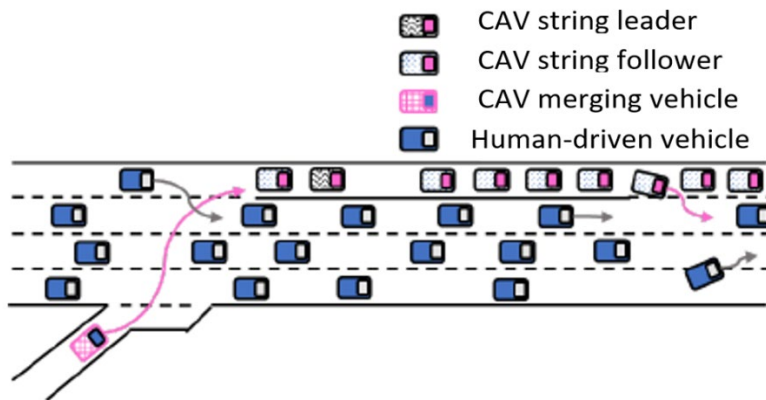 CAV string leader
CAV string follower
CAV merging vehicle
Human-driven vehicle